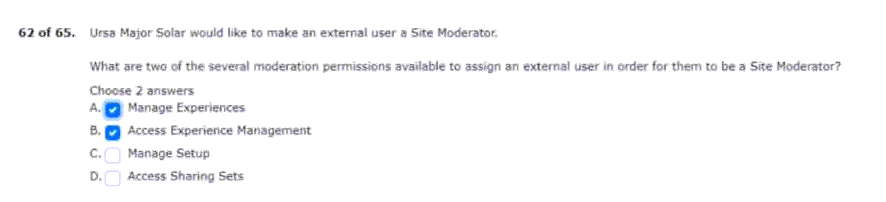 62 of 65. Ursa Major Solar would like to make an external user a Site Moderator.
What are two of the several moderation permissions available to assign an external user in order for them to be a Site Moderator?
Choose 2 answers
A. Manage Experiences
B. Access Experience Management
C. Manage Setup
D. Access Sharing Sets